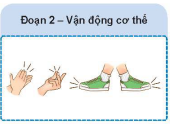 Đoạn 2 – Vận động cơ thể